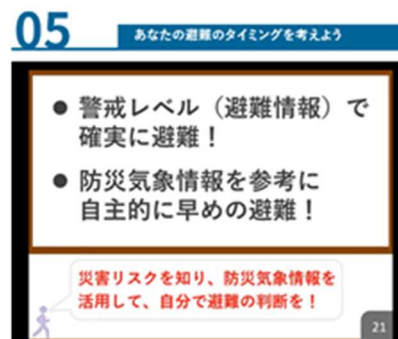 05
あなたの避難のタイミングを考えよう
● 警戒レベル（避難情報）で
確実に避難！
● 防災気象情報を参考に
自主的に早めの避難！
災害リスクを知り、防災気象情報を
活用して、自分で避難の判断を！
21